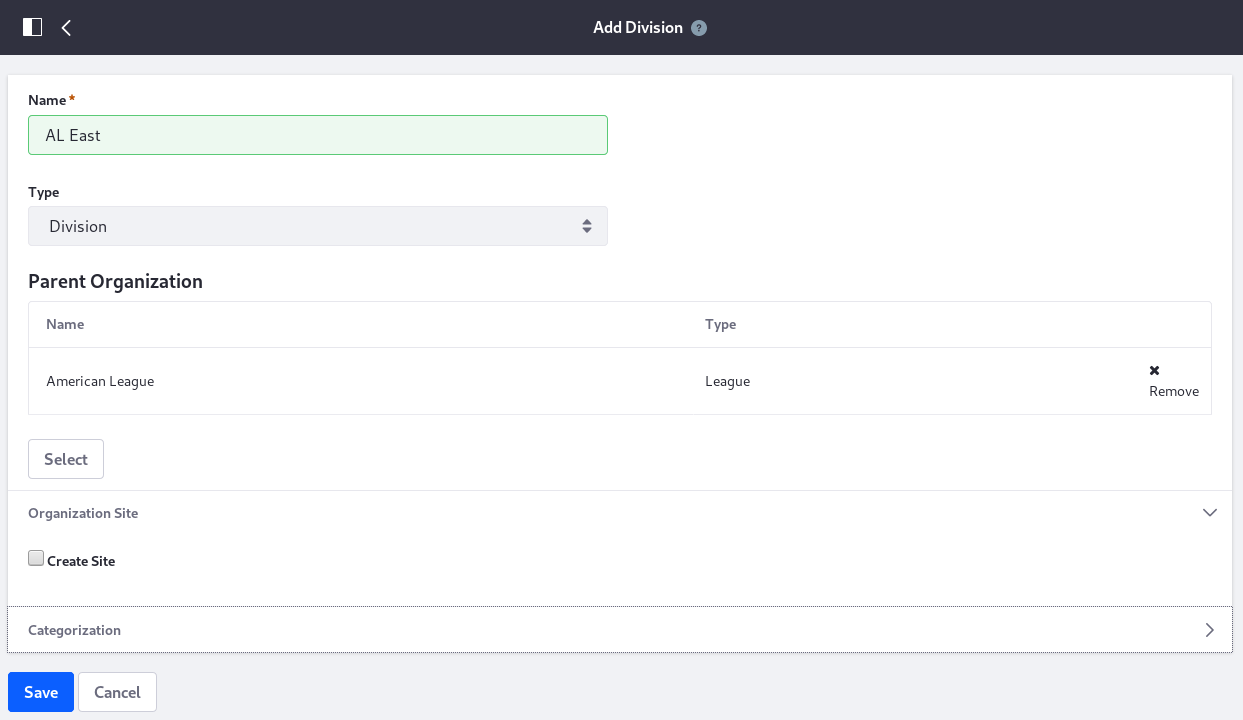 Add Division ?
Name *
AL East
Type
Division
Parent Organization
Name Type
American League League
Remove
Select
Organization Site
Create Site
Categorization
Save Cancel